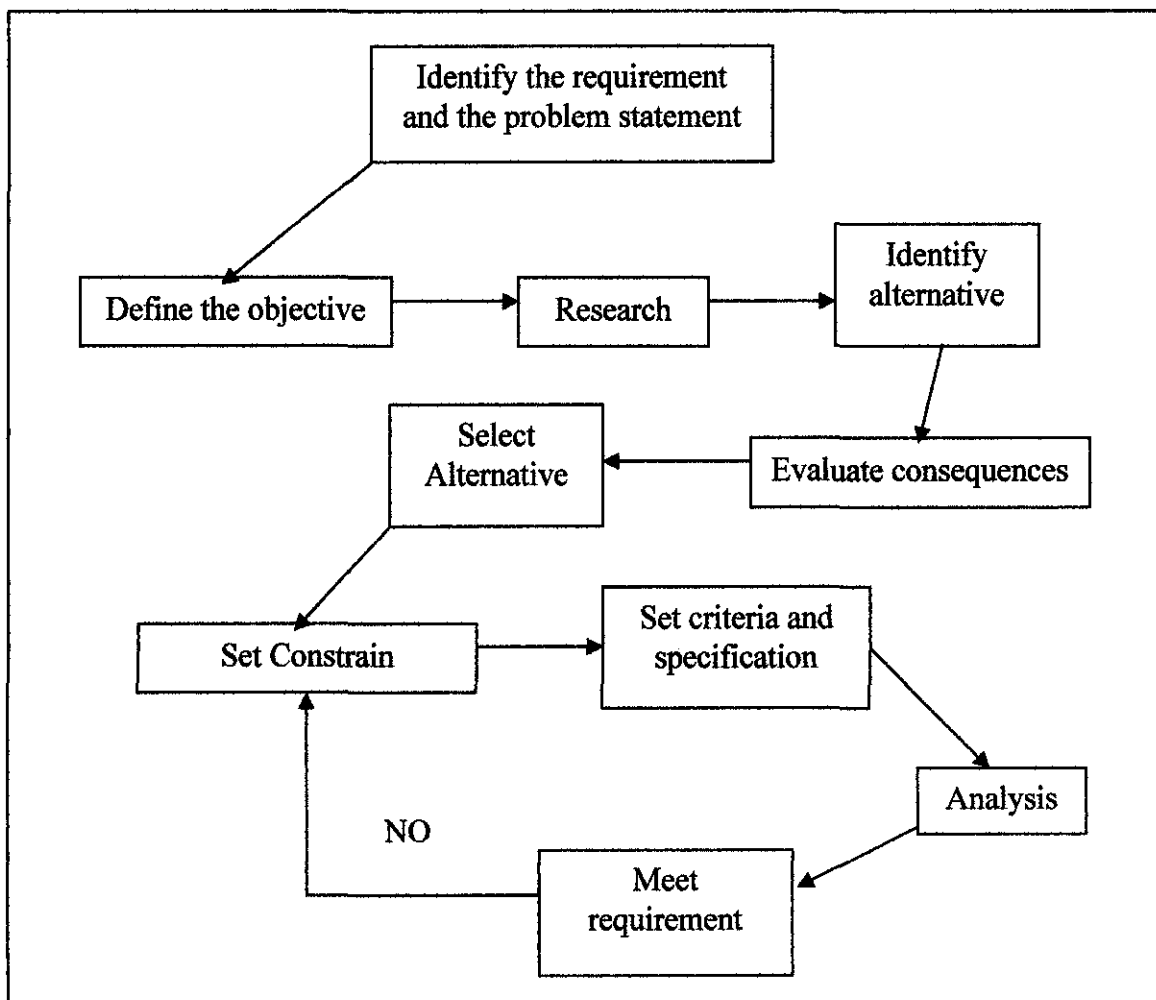 Identify the requirement
and the problem statement
Define the objective
Research
Identify
alternative
Evaluate consequences
Select
Alternative
Set Constrain
Set criteria and
specification
Analysis
Meet
requirement
NO